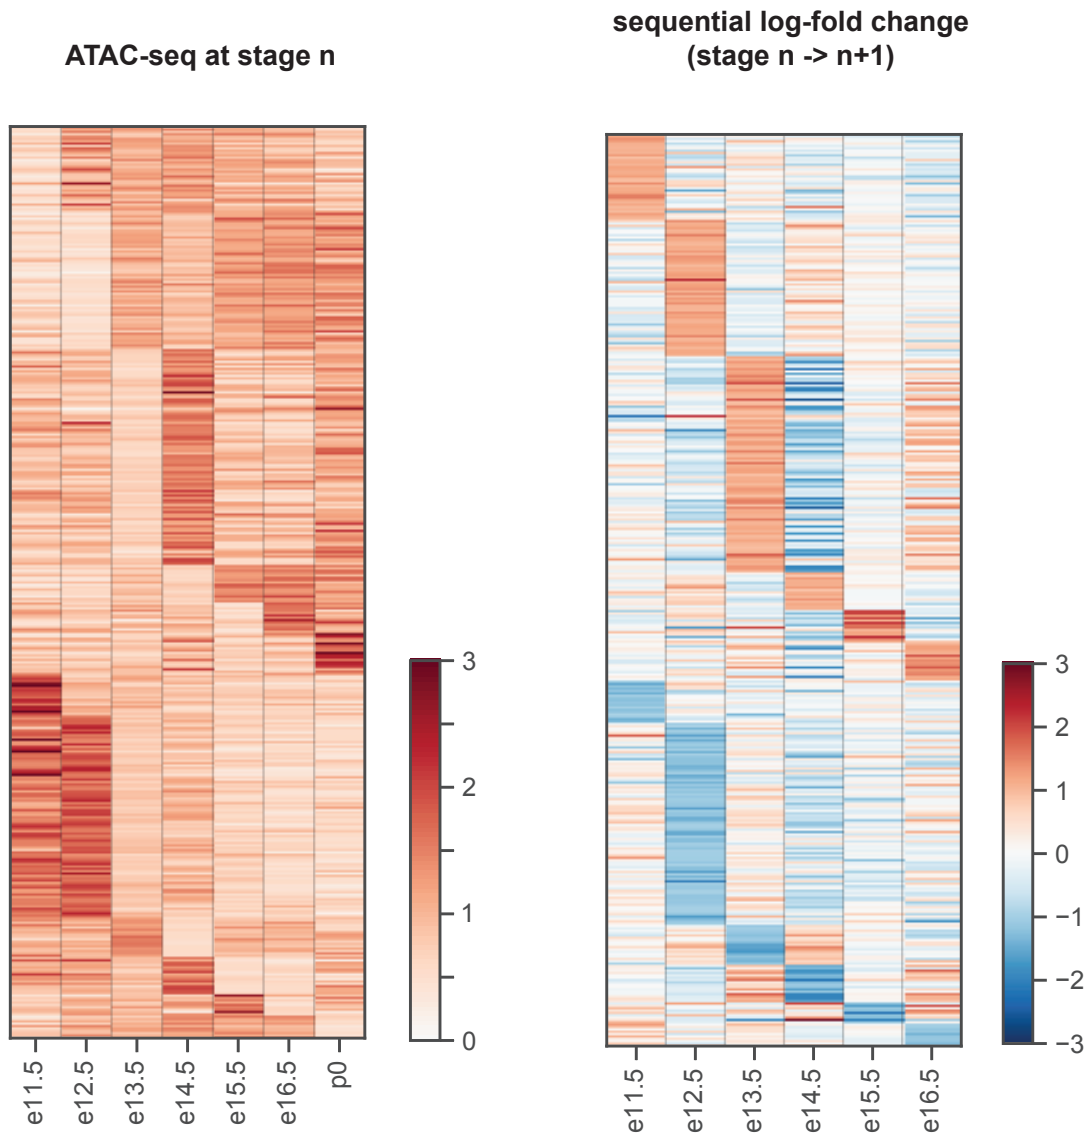 ATAC-seq at stage n
sequential log-fold change
(stage n -> n+1)
3
2
1
0
3
2
1
0
−1
−2
−3
e11.5
e12.5
e13.5
e14.5
e15.5
e16.5
p0
e11.5
e12.5
e13.5
e14.5
e15.5
e16.5